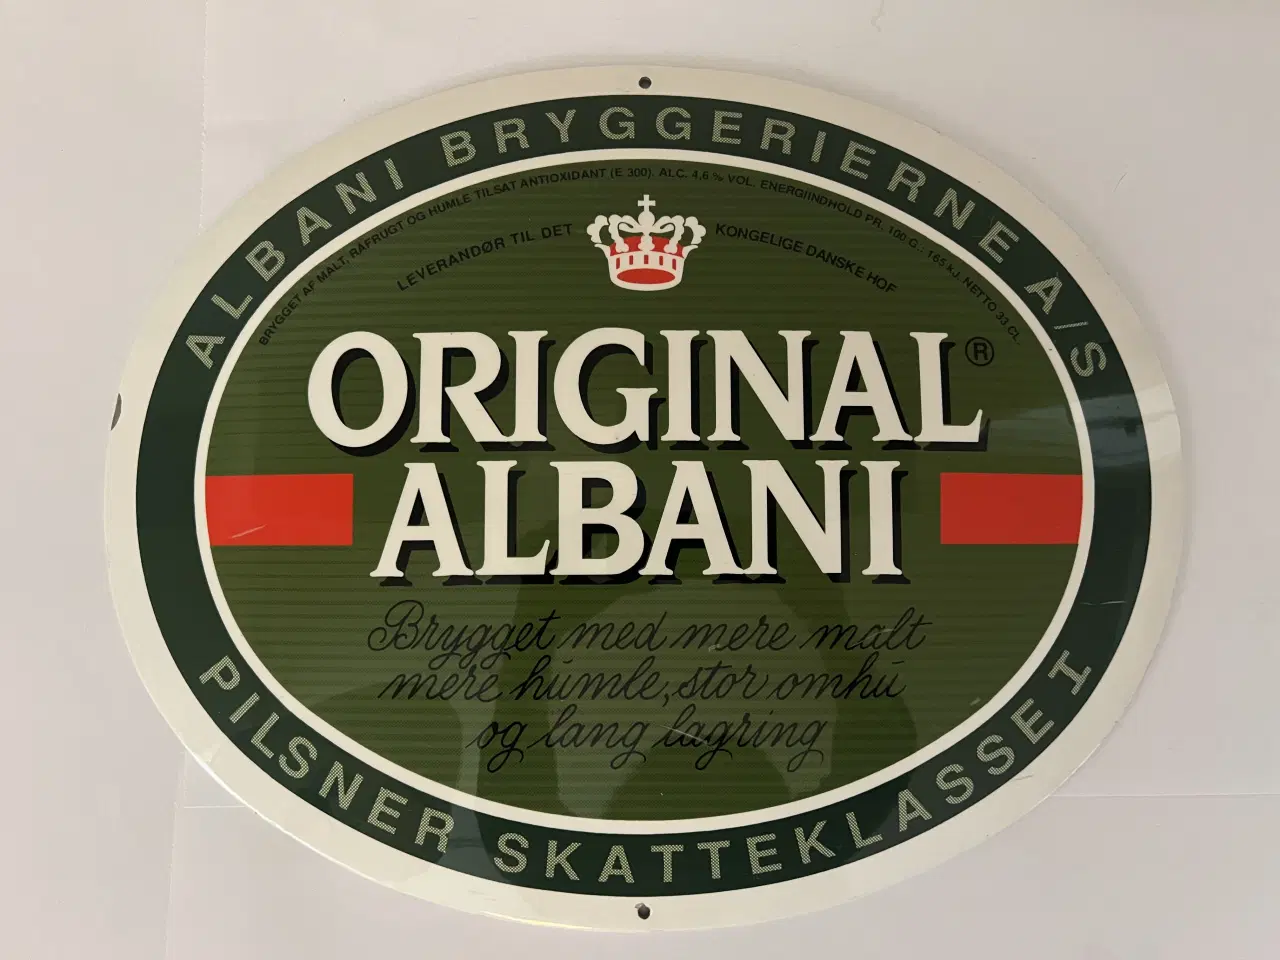 ALBANI BRYGGERIERNE A/S
BRYGGET AF MALT, RÅFRUGT OG HUMLE TILSAT ANTIOXIDANT (E 300). ALC. 4,6 % VOL. ENERGIINDHOLD PR. 100 G.: 165 kJ. NETTO 33 CL.
LEVERANDØR TIL DET KONGELIGE DANSKE HOF
ORIGINAL®
ALBANI
Brygget med mere malt
mere humle, stor omhu
og lang lagring
PILSNER SKATTEKLASSE I